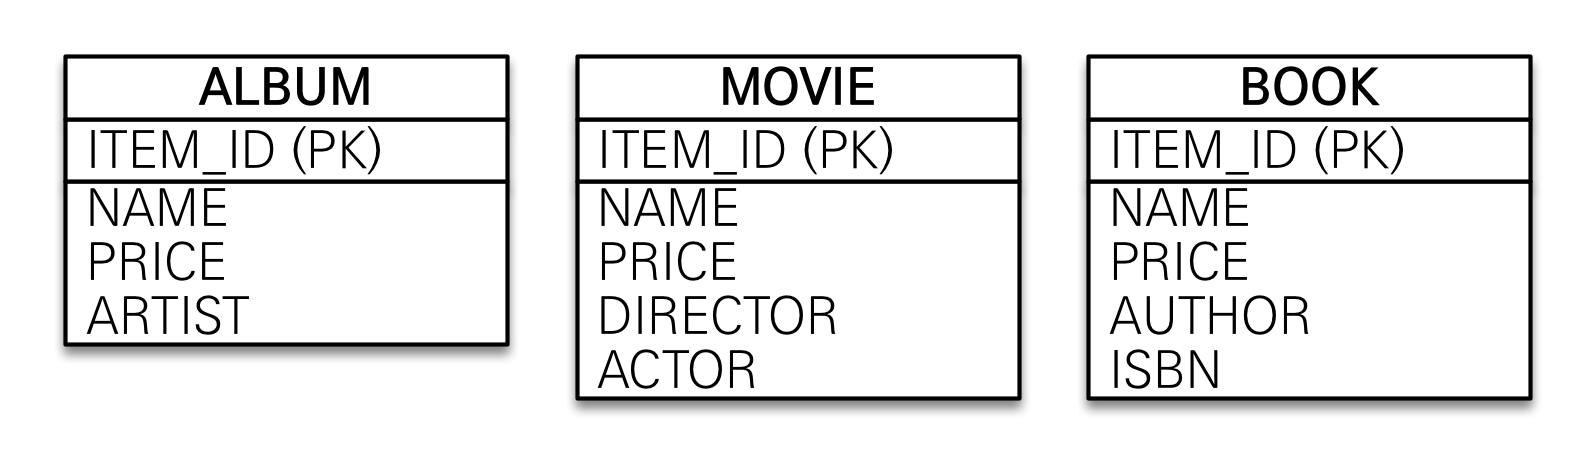 ALBUM
ITEM_ID (PK)
NAME
PRICE
ARTIST
MOVIE
ITEM_ID (PK)
NAME
PRICE
DIRECTOR
ACTOR
BOOK
ITEM_ID (PK)
NAME
PRICE
AUTHOR
ISBN